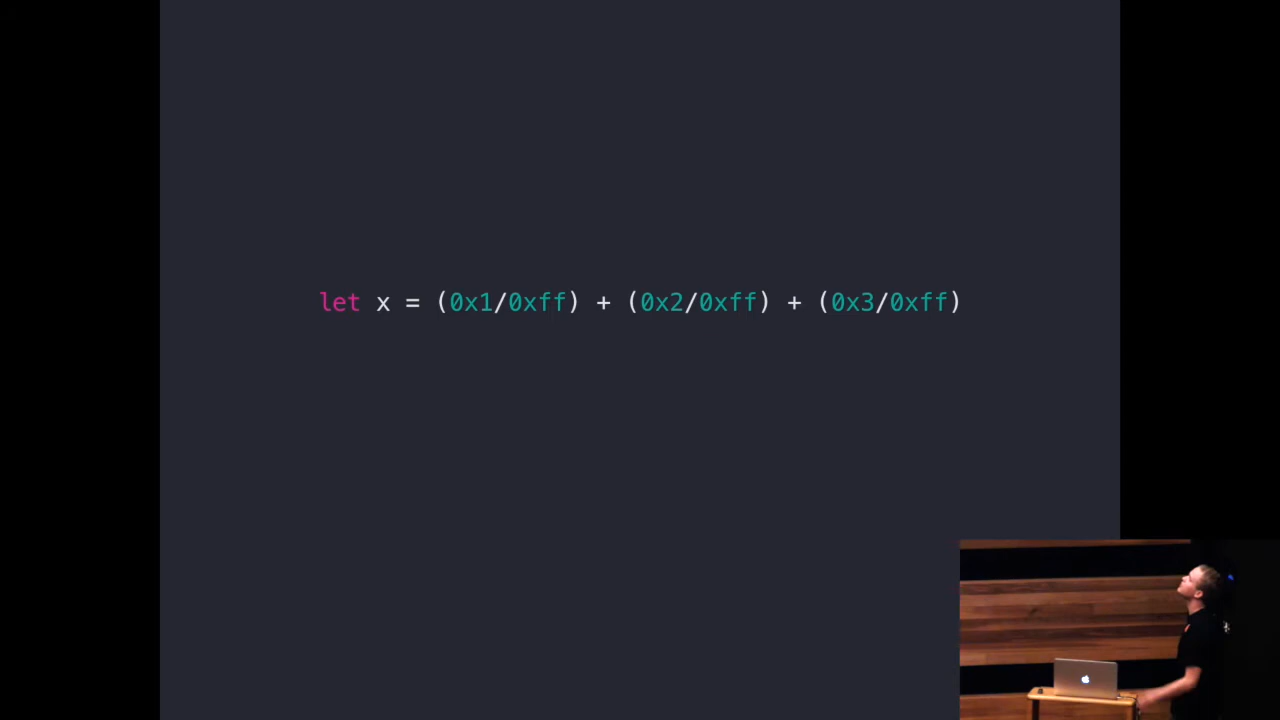 let x = (0x1/0xff) + (0x2/0xff) + (0x3/0xff)